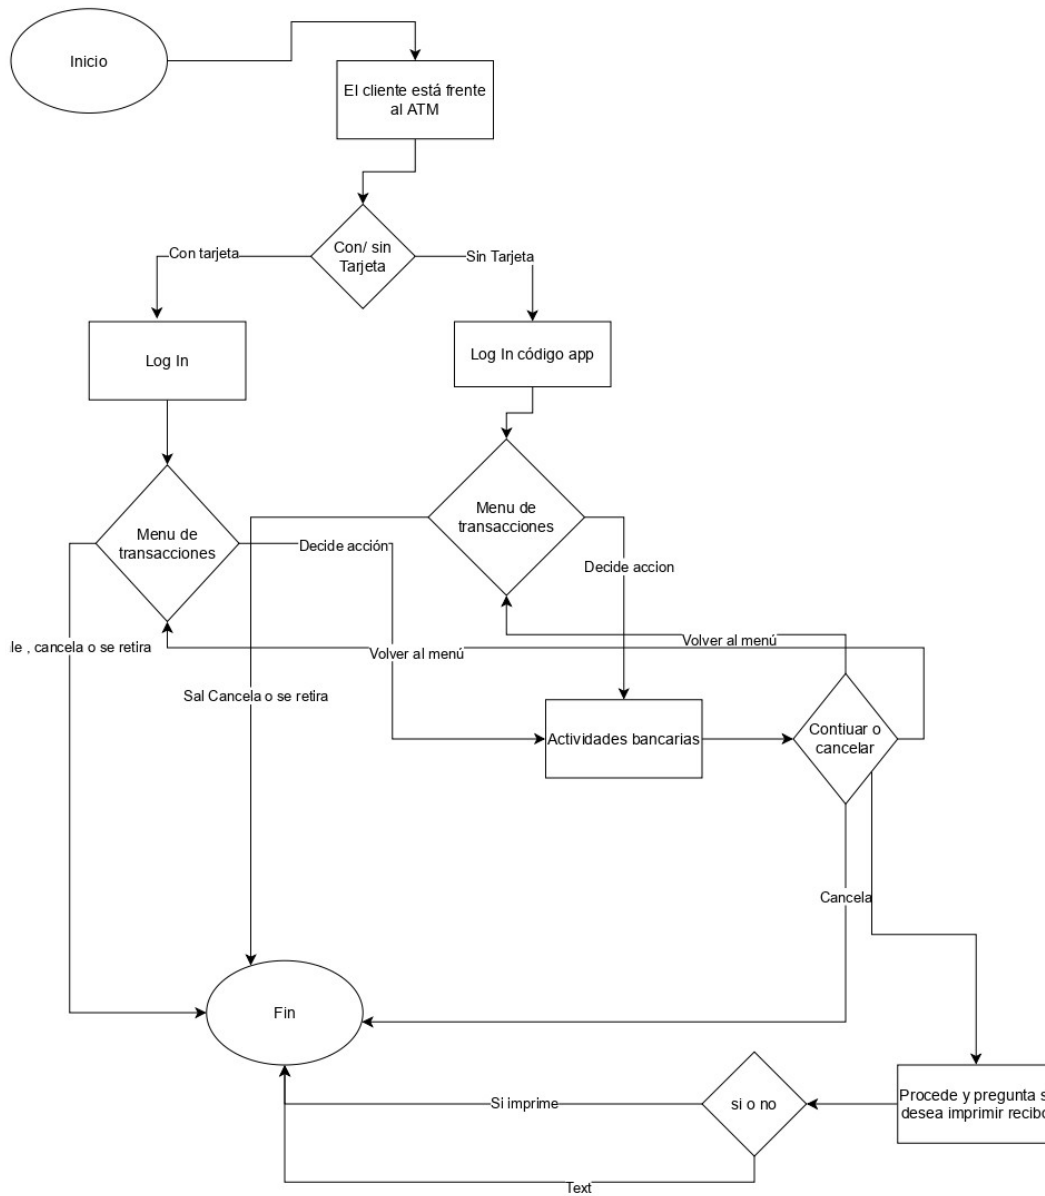 Inicio
El cliente está frente
al ATM
Con/ sin
Tarjeta
Con tarjeta
Sin Tarjeta
Log In
Log In código app
Menu de
transacciones
Menu de
transacciones
Decide acción
Decide accion
, cancela o se retira
Volver al menú
Volver al menú
Sal Cancela o se retira
Actividades bancarias
Contiuar o
cancelar
Cancela
Fin
Si imprime
si o no
Procede y pregunta
desea imprimir
Text